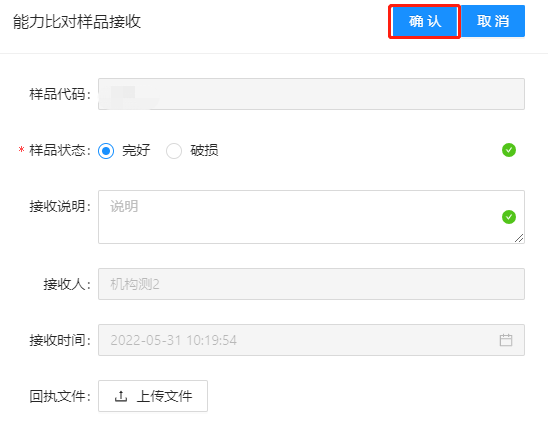 能力比对样品接收
确认 取消
样品代码：
* 样品状态： 完好 破损
接收说明： 说明
接收人： 机构测2
接收时间： 2022-05-31 10:19:54
回执文件： 上传文件